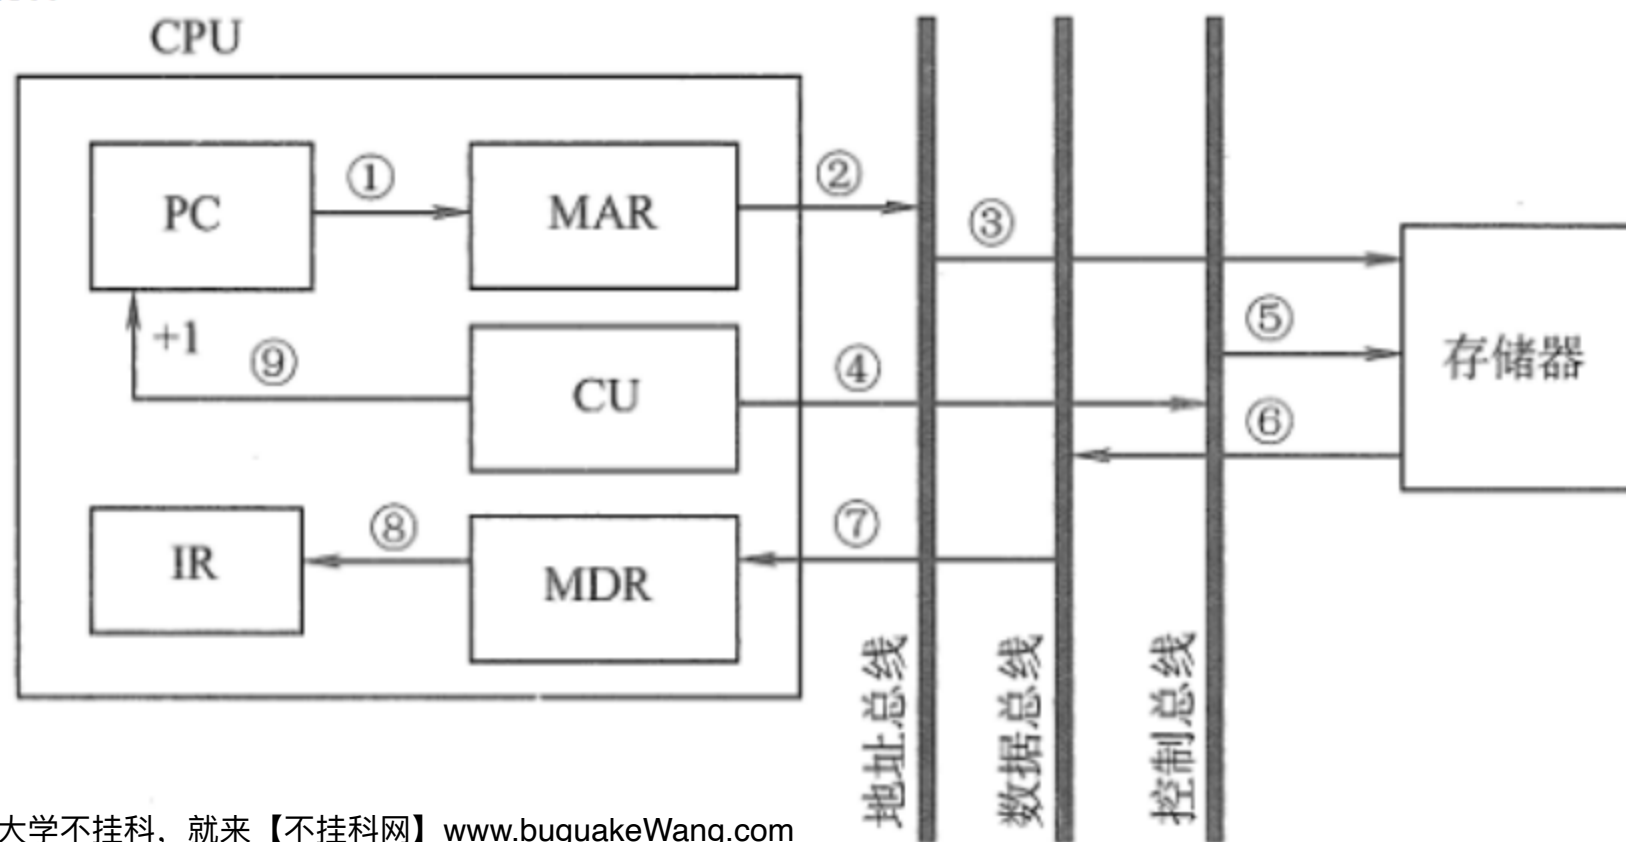 CPU
PC
①
MAR
②
③
+1
⑨
CU
④
⑤
存储器
⑥
IR
⑧
MDR
⑦
地址总线
数据总线
控制总线
大学不挂科，就来【不挂科网】www.buguakeWang.com